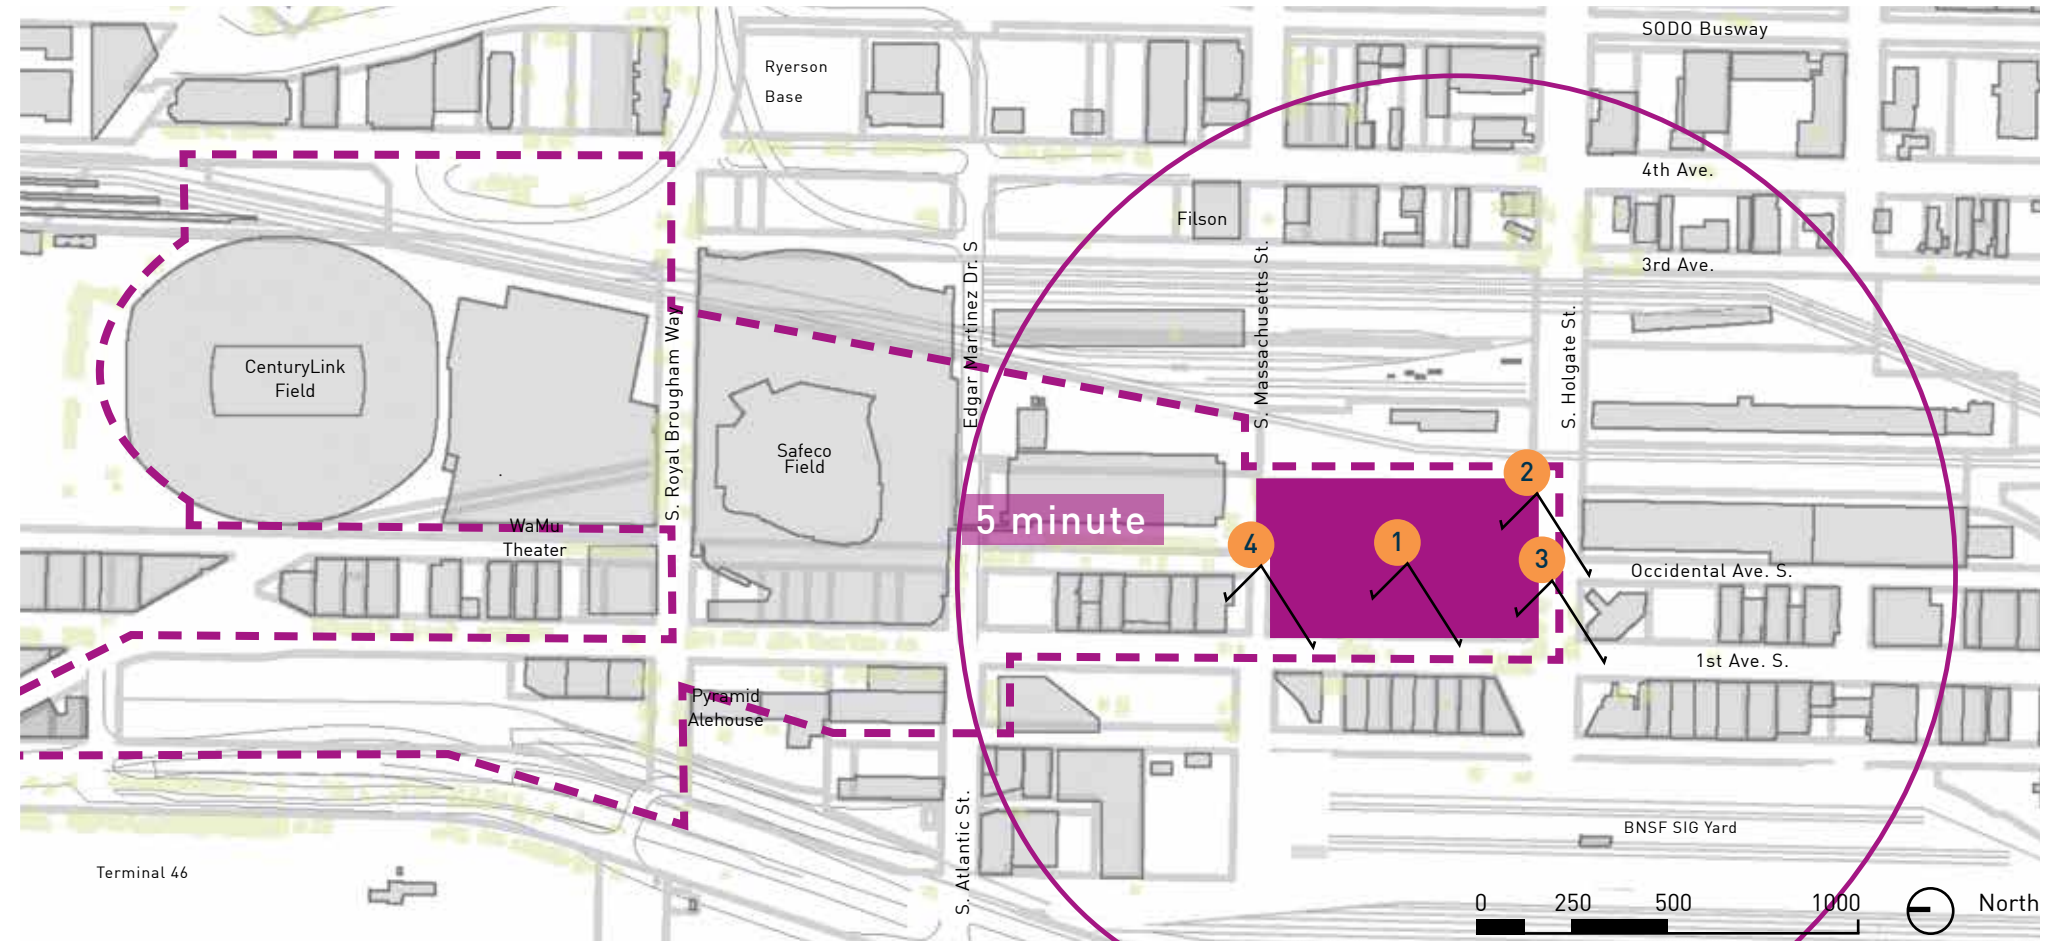 SODO Busway
Ryerson
Base
4th Ave.
Filson
3rd Ave.
S. Royal Brougham Way
Edgar Martinez Dr. S
S. Massachusetts St.
S. Holgate St.
CenturyLink
Field
Safeco
Field
2
5 minute
4
1
3
WaMu
Theater
Occidental Ave. S.
1st Ave. S.
Pyramid
Alehouse
S. Atlantic St.
BNSF SIG Yard
Terminal 46
0 250 500 1000
North